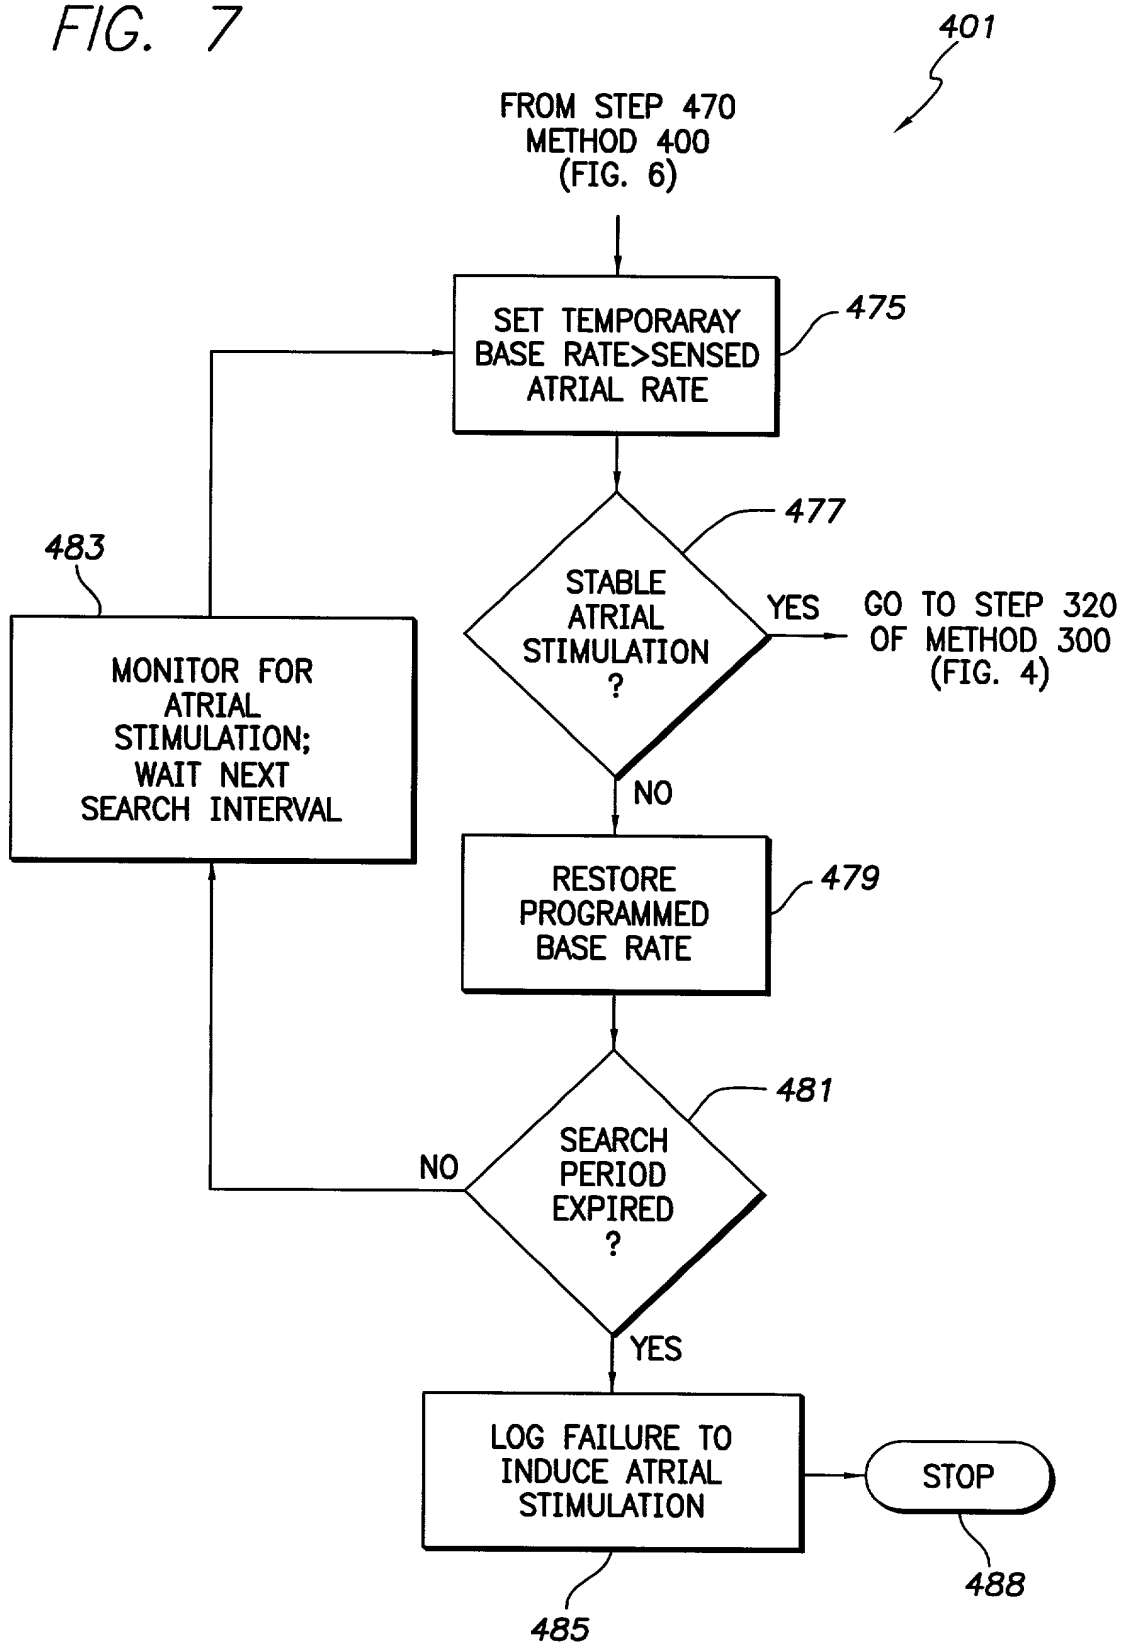 FIG. 7
401
FROM STEP 470
METHOD 400
(FIG. 6)
SET TEMPORARAY
BASE RATE>SENSED
ATRIAL RATE
475
STABLE
ATRIAL
STIMULATION
?
477
YES
GO TO STEP 320
OF METHOD 300
(FIG. 4)
483
MONITOR FOR
ATRIAL
STIMULATION;
WAIT NEXT
SEARCH INTERVAL
NO
RESTORE
PROGRAMMED
BASE RATE
479
SEARCH
PERIOD
EXPIRED
?
481
NO
YES
LOG FAILURE TO
INDUCE ATRIAL
STIMULATION
485
STOP
488